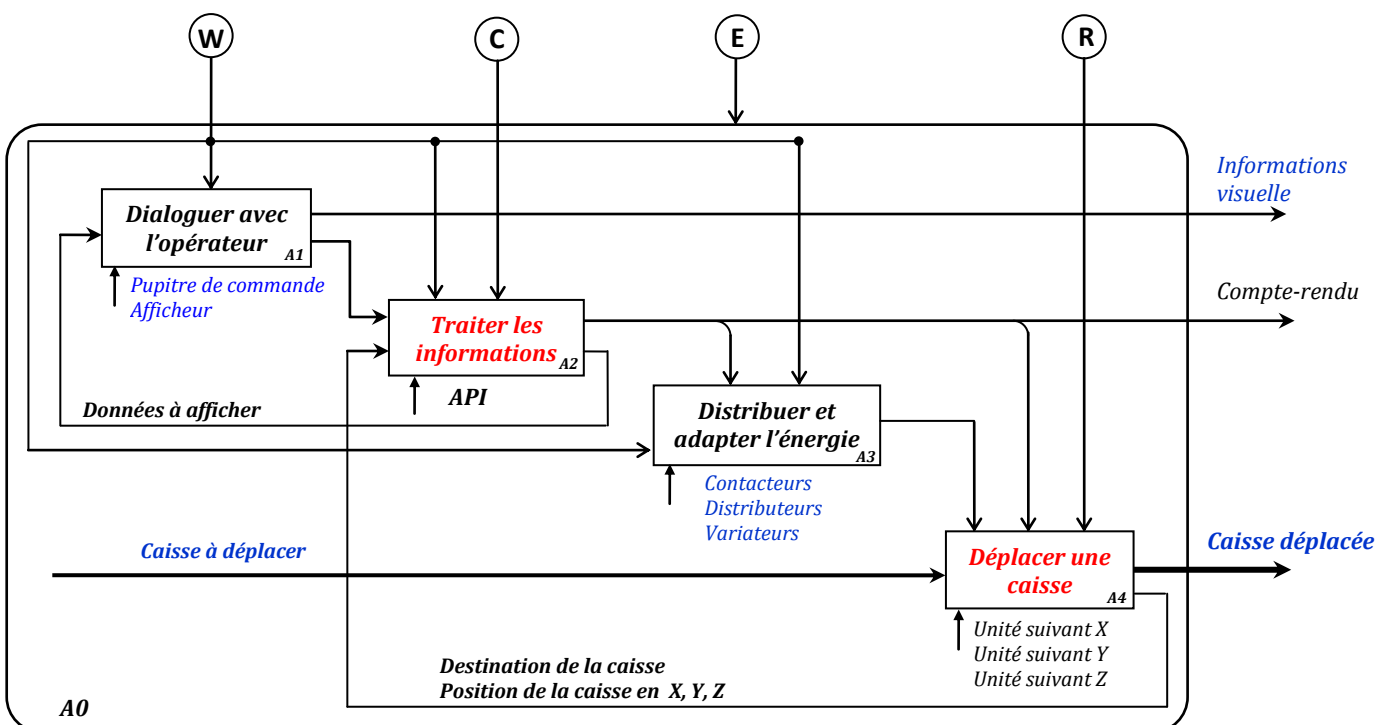 W
C
E
R
Informations
visuelle
Dialoguer avec
l'opérateur
A1
Pupitre de commande
Afficheur
Compte-rendu
Traiter les
informations
A2
API
Données à afficher
Distribuer et
adapter l'énergie
A3
Contacteurs
Distributeurs
Variateurs
Caisse à déplacer
Déplacer une
caisse
A4
Caisse déplacée
Unité suivant X
Unité suivant Y
Unité suivant Z
Destination de la caisse
Position de la caisse en X, Y, Z
A0